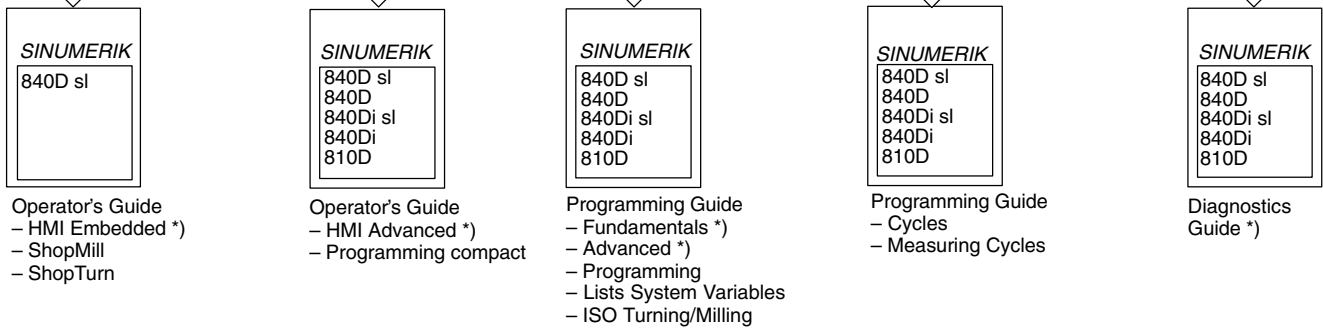 SINUMERIK
840D sl
Operator's Guide
– HMI Embedded *)
– ShopMill
– ShopTurn
SINUMERIK
840D sl
840D
840Di sl
840Di
810D
Operator's Guide
– HMI Advanced *)
– Programming compact
SINUMERIK
840D sl
840D
840Di sl
840Di
810D
Programming Guide
– Fundamentals *)
– Advanced *)
– Programming
– Lists System Variables
– ISO Turning/Milling
SINUMERIK
840D sl
840D
840Di sl
840Di
810D
Programming Guide
– Cycles
– Measuring Cycles
SINUMERIK
840D sl
840D
840Di sl
840Di
810D
Diagnostics
Guide *)